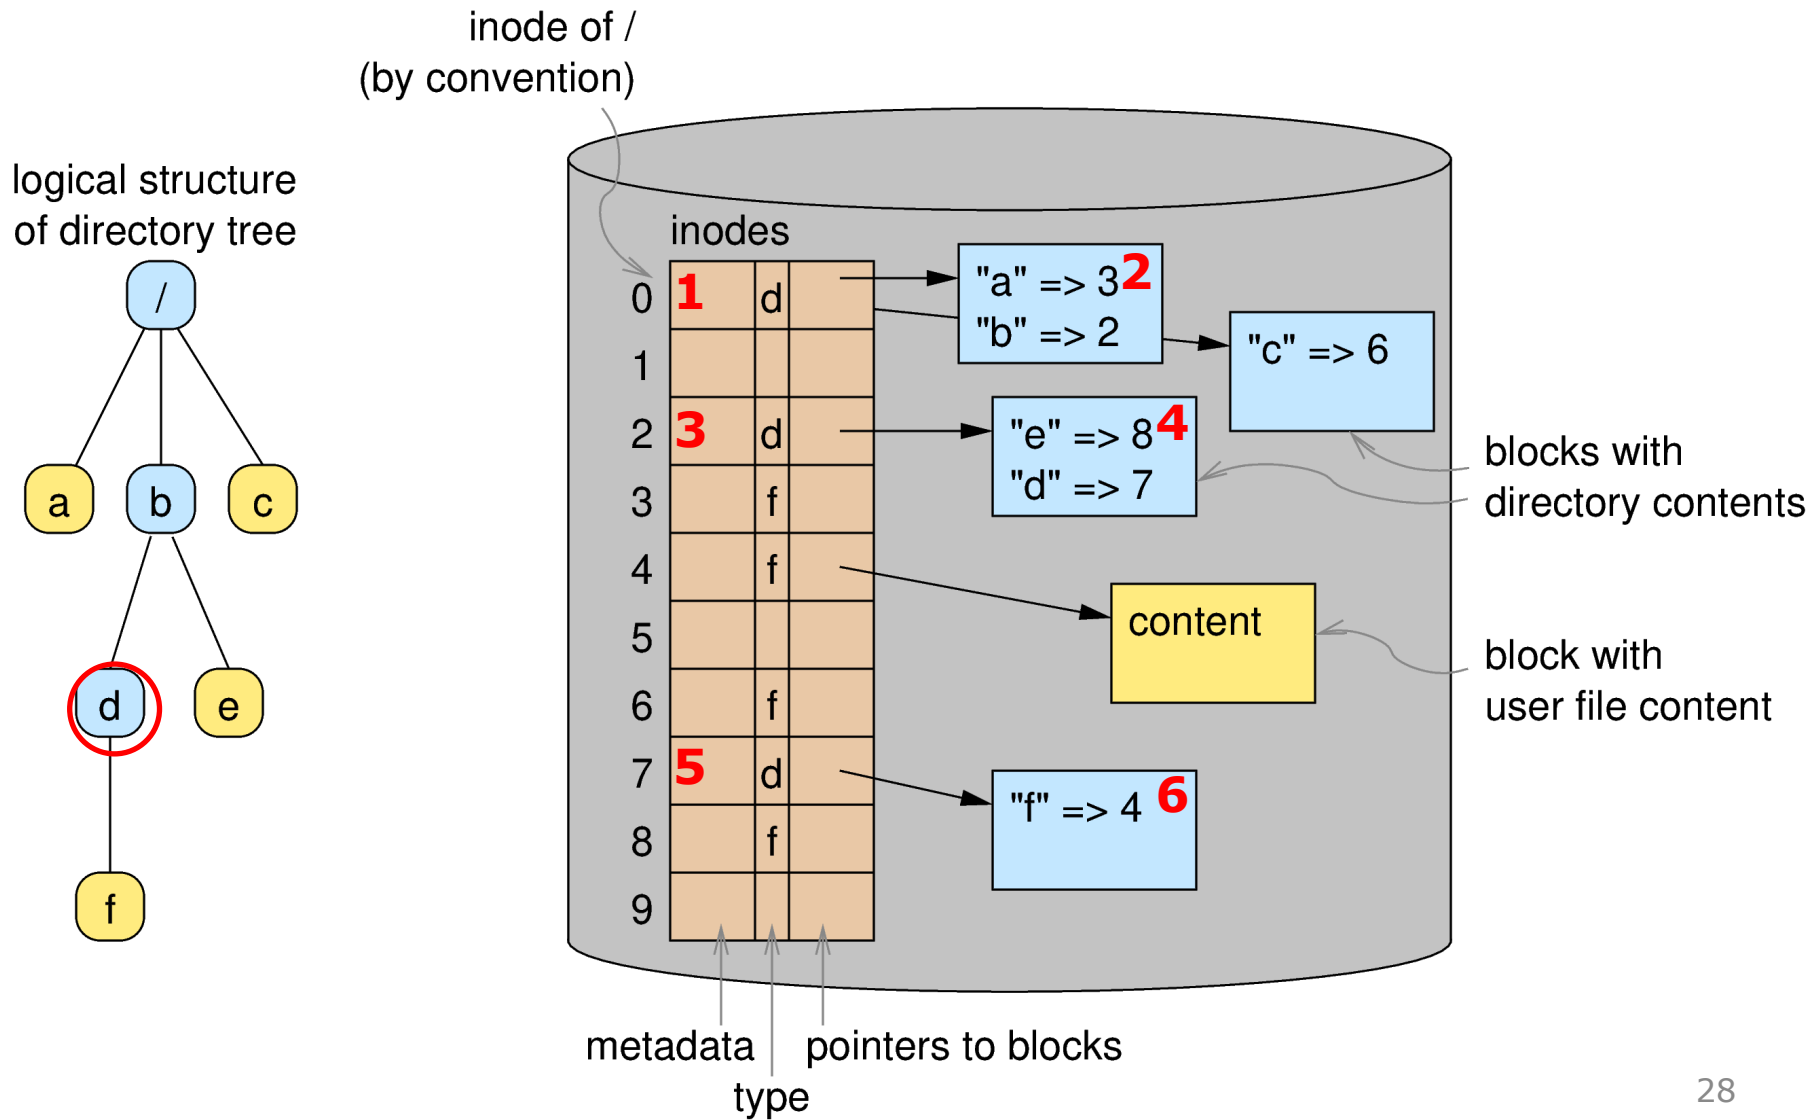 inode of /
(by convention)
logical structure
of directory tree
/
a
b
c
d
e
f
inodes
0 1 d
1
2 3 d
3 f
4 f
5
6 f
7 5 d
8 f
9
"a" => 3 2
"b" => 2
"c" => 6
"e" => 8 4
"d" => 7
content
"f" => 4 6
blocks with
directory contents
block with
user file content
metadata
type
pointers to blocks
28